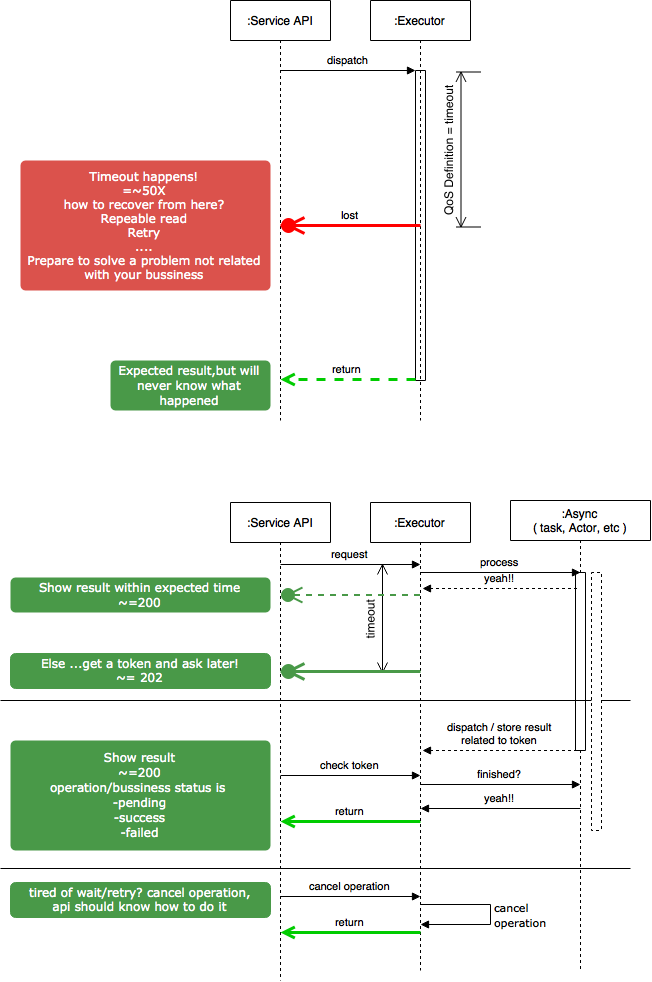 :Service API
:Executor
dispatch
QoS Definition = timeout
Timeout happens!
=~50X
how to recover from here?
Repeable read
Retry
....
Prepare to solve a problem not related
with your bussiness
lost
Expected result,but will
never know what
happened
return
:Service API
:Executor
:Async
( task, Actor, etc )
request
process
yeah!!
Show result within expected time
~=200
timeout
Else ...get a token and ask later!
~= 202
dispatch / store result
related to token
Show result
~=200
operation/bussiness status is
-pending
-success
-failed
check token
finished?
yeah!!
return
tired of wait/retry? cancel operation,
api should know how to do it
cancel operation
cancel
operation
return